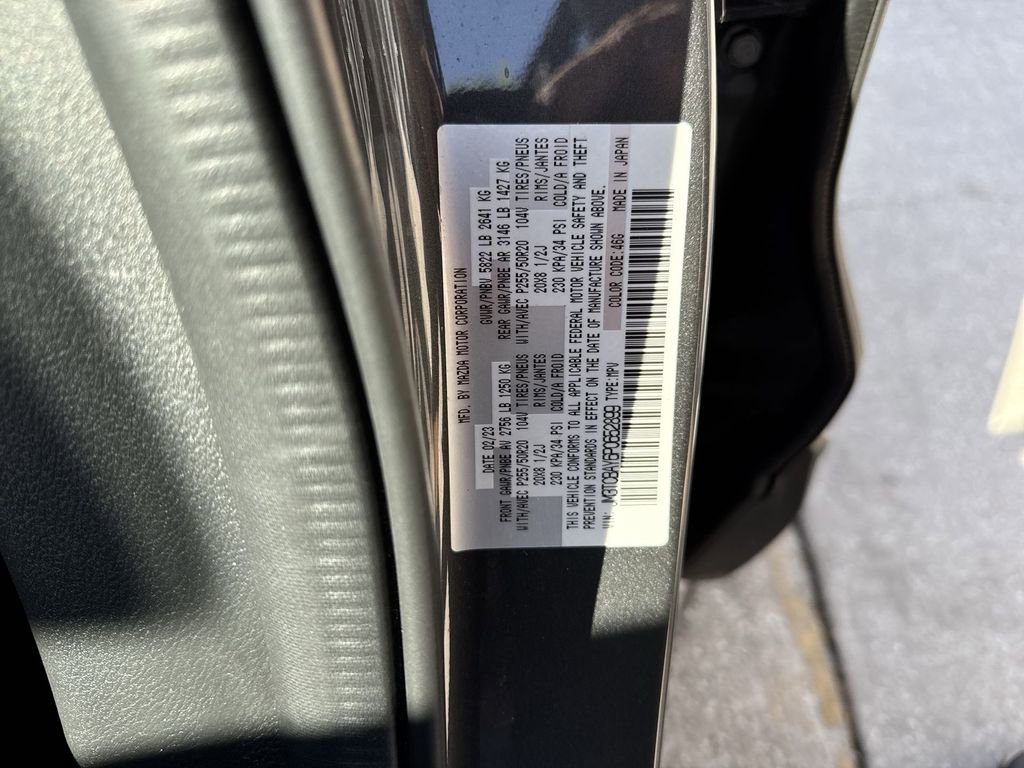 MFD. BY MAZDA MOTOR CORPORATION
DATE 02/23 GVWR/PNBV 5822 LB 2641 KG
FRONT GAWR/PNBE AV 2756 LB 1250 KG REAR GAWR/PNBE AR 3146 LB 1427 KG
WITH/AVEC P255/50R20 104V TIRES/PNEUS WITH/AVEC P255/50R20 104V TIRES/PNEUS
20X8 1/2J RIMS/JANTES 20X8 1/2J RIMS/JANTES
230 KPA/34 PSI COLD/A FROID 230 KPA/34 PSI COLD/A FROID
THIS VEHICLE CONFORMS TO ALL APPLICABLE FEDERAL MOTOR VEHICLE SAFETY AND THEFT
PREVENTION STANDARDS IN EFFECT ON THE DATE OF MANUFACTURE SHOWN ABOVE.
VIN: TYPE:MPV COLOR CODE:46G MADE IN JAPAN